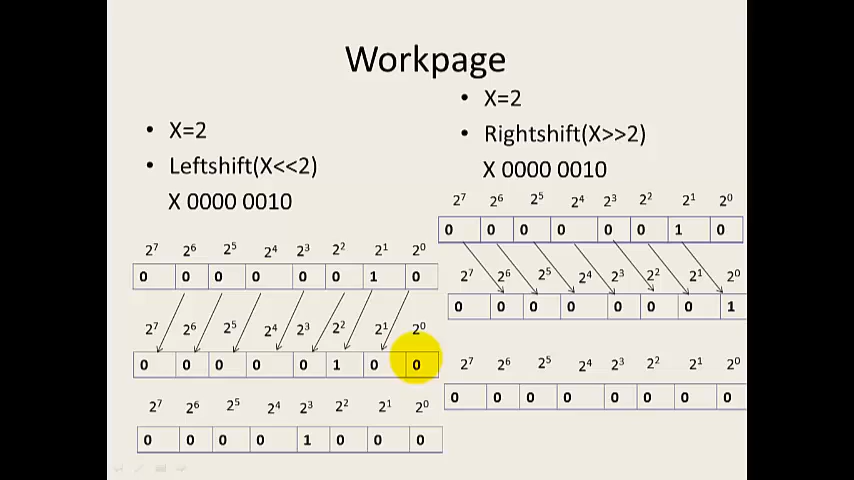 Workpage
• X=2
• Leftshift(X<<2)
X 0000 0010
2⁷ 2⁶ 2⁵ 2⁴ 2³ 2² 2¹ 2⁰
0 0 0 0 0 0 1 0
2⁷ 2⁶ 2⁵ 2⁴ 2³ 2² 2¹ 2⁰
0 0 0 0 0 1 0 0
2⁷ 2⁶ 2⁵ 2⁴ 2³ 2² 2¹ 2⁰
0 0 0 0 1 0 0 0
• X=2
• Rightshift(X>>2)
X 0000 0010
2⁷ 2⁶ 2⁵ 2⁴ 2³ 2² 2¹ 2⁰
0 0 0 0 0 0 1 0
2⁷ 2⁶ 2⁵ 2⁴ 2³ 2² 2¹ 2⁰
0 0 0 0 0 0 0 1
2⁷ 2⁶ 2⁵ 2⁴ 2³ 2² 2¹ 2⁰
0 0 0 0 0 0 0 0